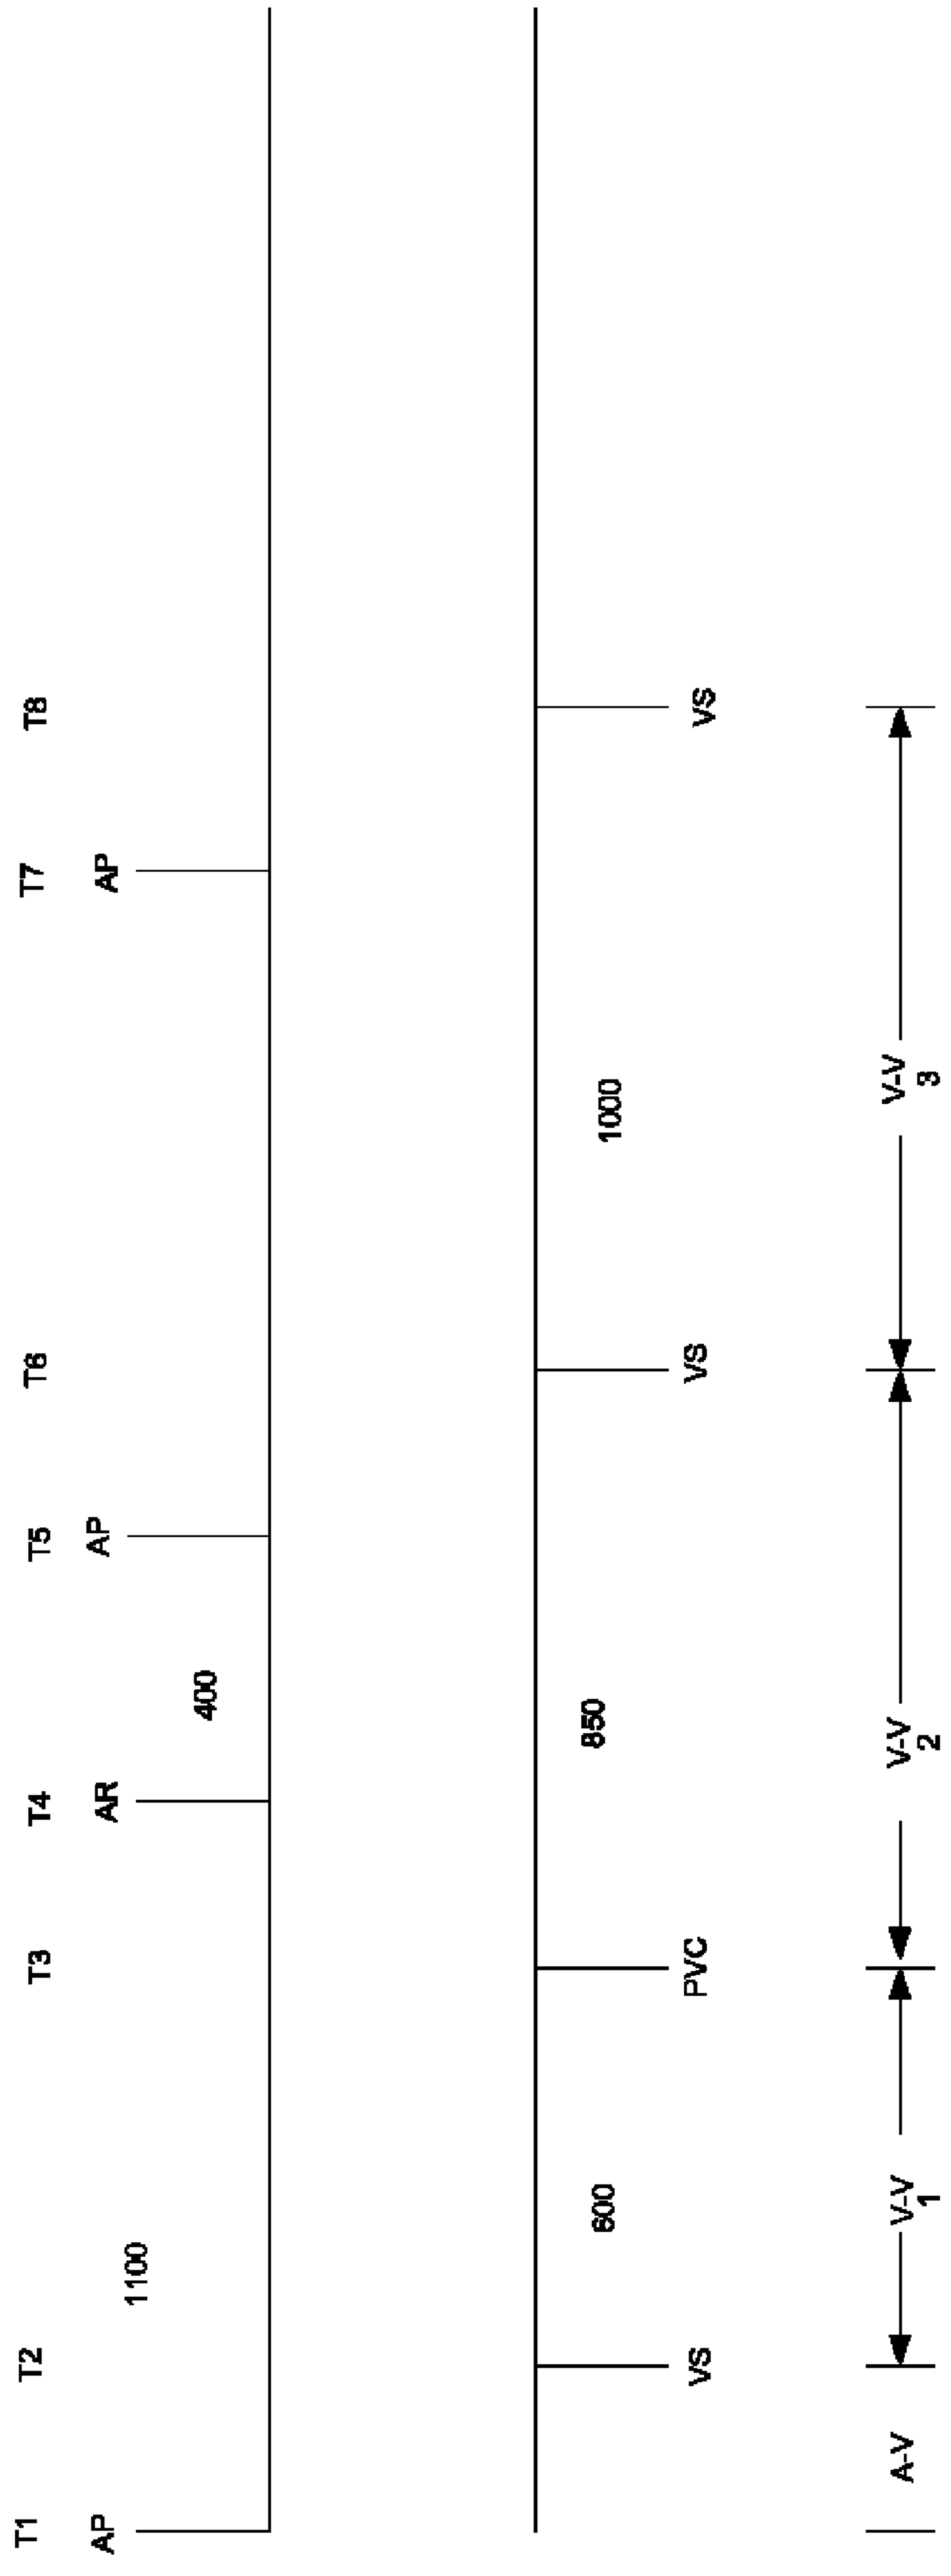 T1 T2 T3 T4 T5 T6 T7 T8
AP AR AP AP
1100 400
600 850 1000
VS PVC VS VS
A-V V-V V-V V-V
1 2 3